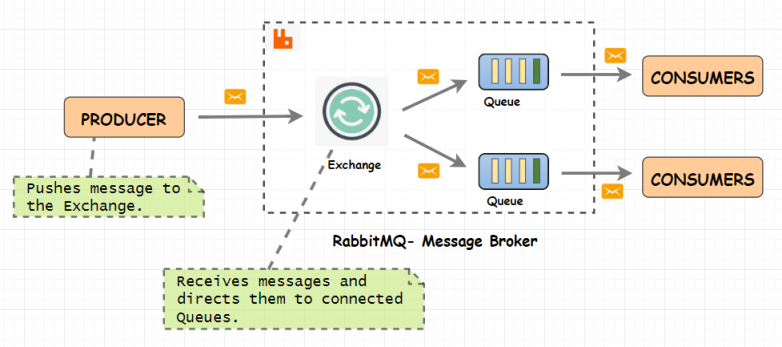 PRODUCER
Pushes message to
the Exchange.
Exchange
Queue
Queue
CONSUMERS
CONSUMERS
RabbitMQ- Message Broker
Receives messages and
directs them to connected
Queues.